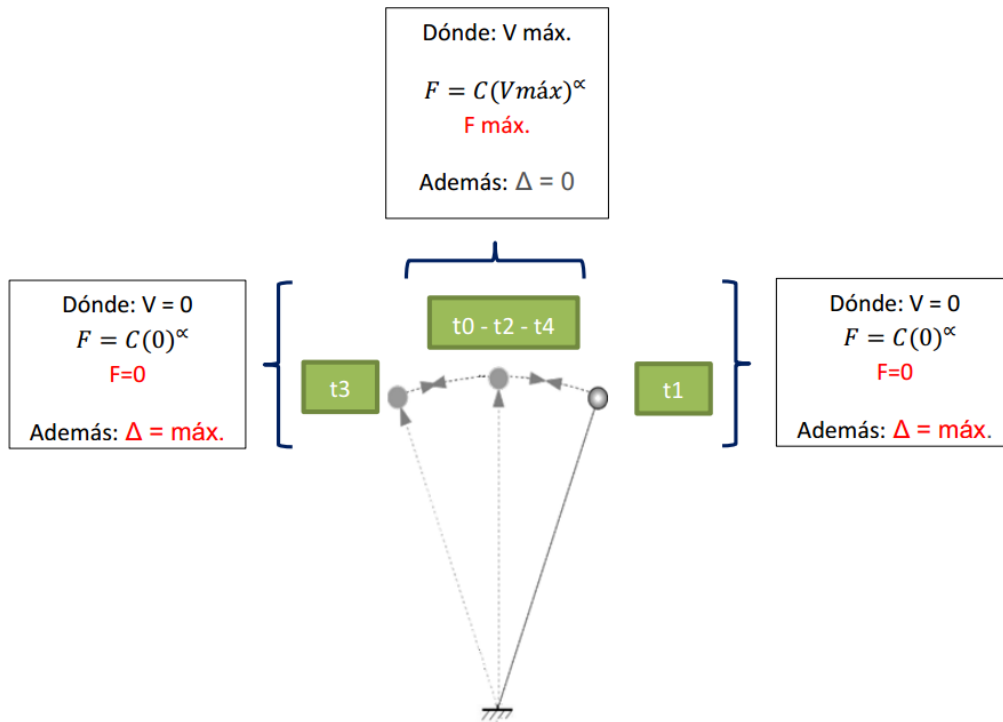 Dónde: V máx.
F = C(Vmáx)^∝
F máx.
Además: Δ = 0
Dónde: V = 0
F = C(0)^∝
F=0
Además: Δ = máx.
t3
t0 - t2 - t4
t1
Dónde: V = 0
F = C(0)^∝
F=0
Además: Δ = máx.